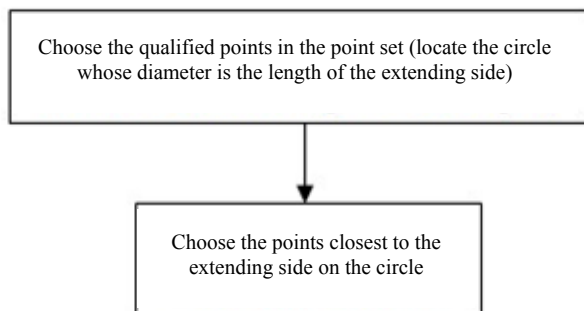 Choose the qualified points in the point set (locate the circle
whose diameter is the length of the extending side)
Choose the points closest to the
extending side on the circle